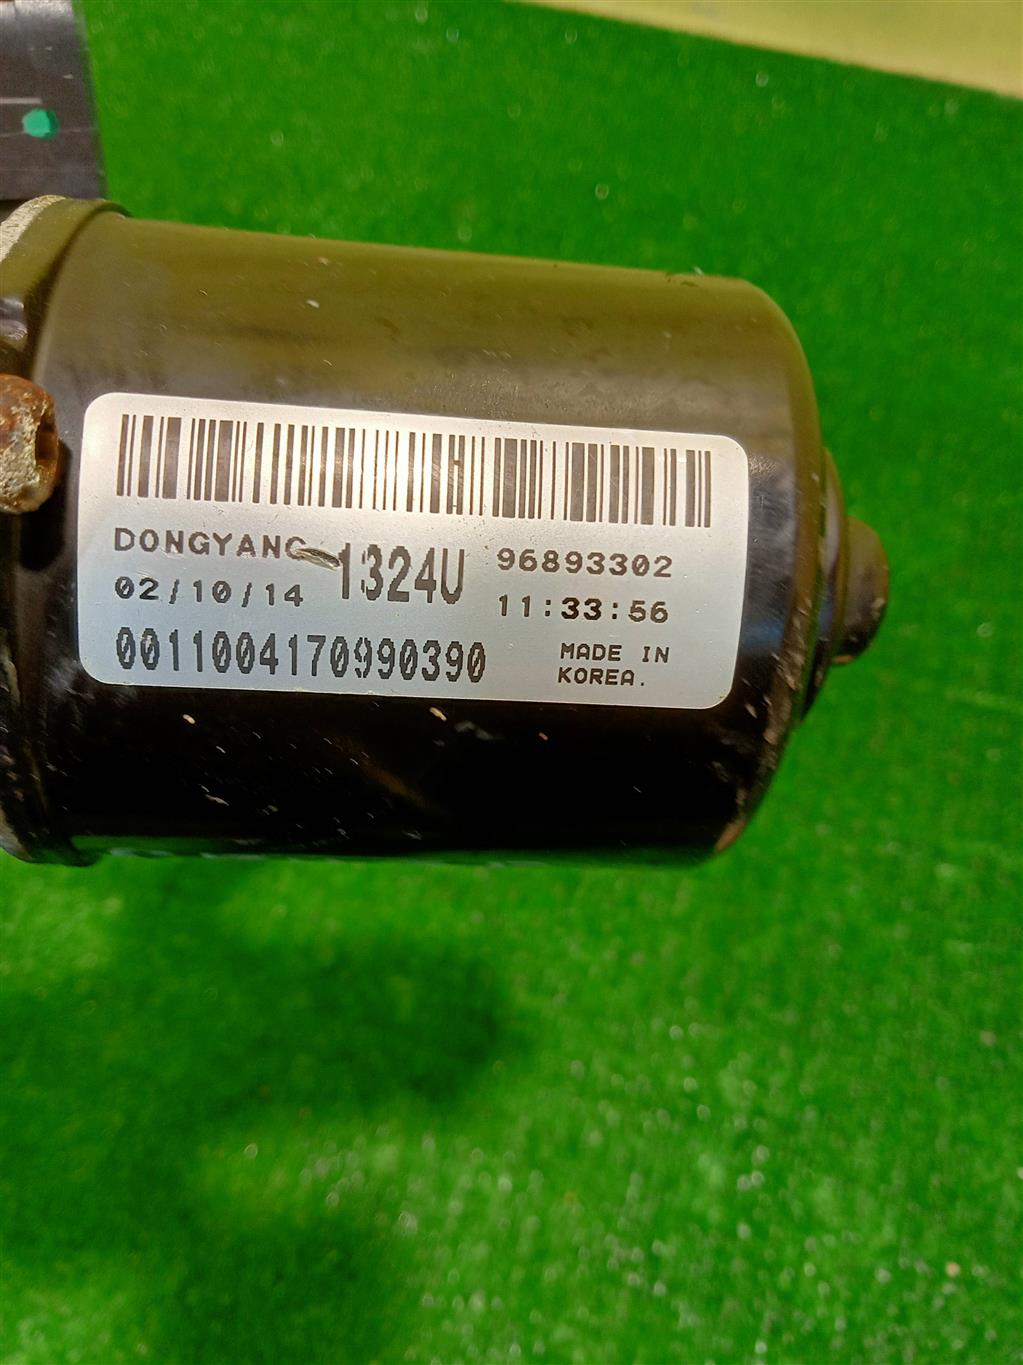 DONGYANG 1324U 96893302
02/10/14 11:33:56
0011004170990390 MADE IN
KOREA.